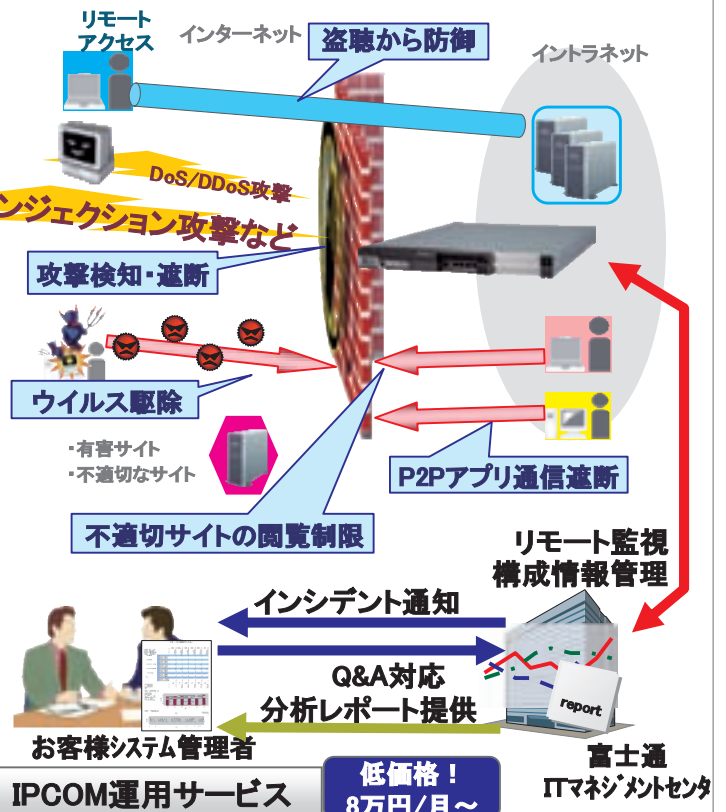 リモート
アクセス
インターネット
盗聴から防御
イントラネット
DoS/DDoS攻撃
ンジェクション攻撃など
攻撃検知・遮断
ウイルス駆除
・有害サイト
・不適切なサイト
P2Pアプリ通信遮断
不適切サイトの閲覧制限
リモート監視
構成情報管理
インシデント通知
Q&A対応
分析レポート提供
report
お客様システム管理者
富士通
ITマネジメントセンタ
IPCOM運用サービス
低価格！
8万円/月～